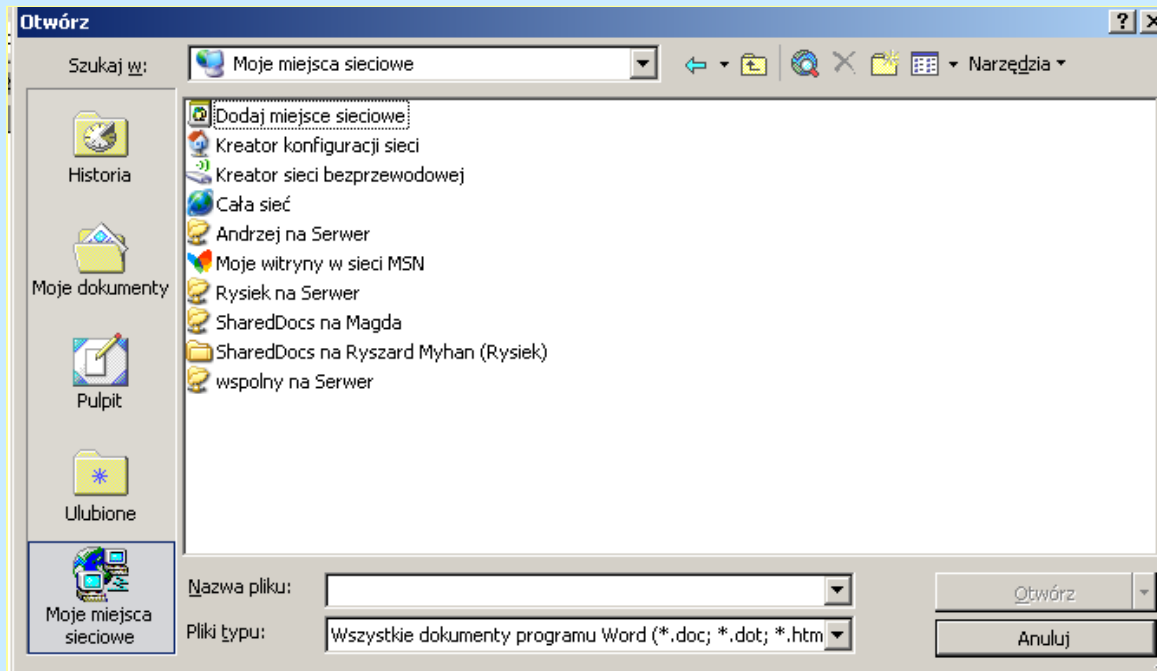 Otwórz
Szukaj w:
Moje miejsca sieciowe
Narzędzia
Historia
Moje dokumenty
Pulpit
Ulubione
Moje miejsca
sieciowe
Dodaj miejsce sieciowe
Kreator konfiguracji sieci
Kreator sieci bezprzewodowej
Cała sieć
Andrzej na Serwer
Moje witryny w sieci MSN
Rysiek na Serwer
SharedDocs na Magda
SharedDocs na Ryszard Myhan (Rysiek)
wspolny na Serwer
Nazwa pliku:
Otwórz
Pliki typu:
Wszystkie dokumenty programu Word (*.doc; *.dot; *.htm
Anuluj